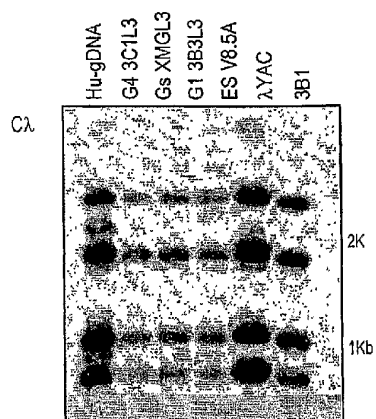 Hu-gDNA
G4 3C1L3
Gs XMGL3
G1 3B3L3
ES V8.5A
λYAC
3B1
Cλ
2K
1Kb